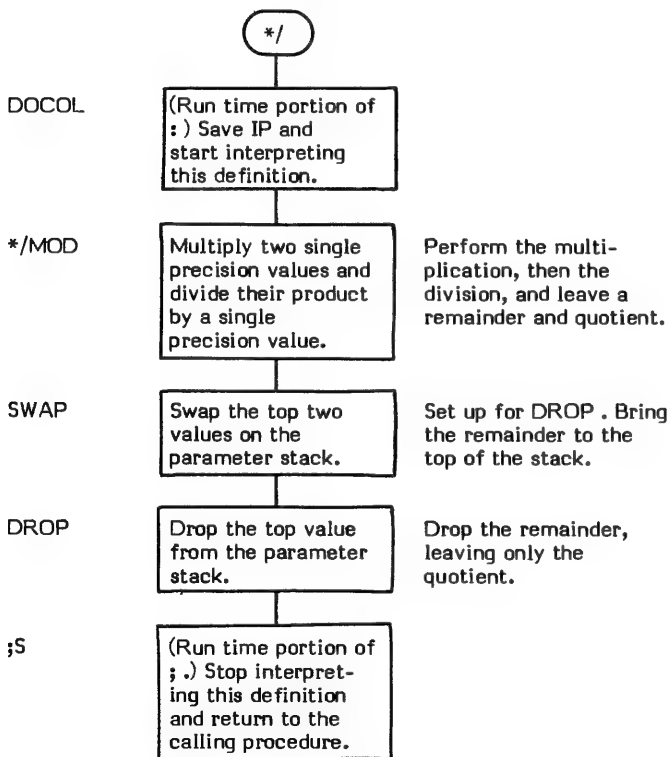 */
DOCOL
(Run time portion of
: ) Save IP and
start interpreting
this definition.
*/MOD
Multiply two single
precision values and
divide their product
by a single
precision value.
Perform the multi-
plication, then the
division, and leave a
remainder and quotient.
SWAP
Swap the top two
values on the
parameter stack.
Set up for DROP . Bring
the remainder to the
top of the stack.
DROP
Drop the top value
from the parameter
stack.
Drop the remainder,
leaving only the
quotient.
;S
(Run time portion of
; .) Stop interpret-
ing this definition
and return to the
calling procedure.